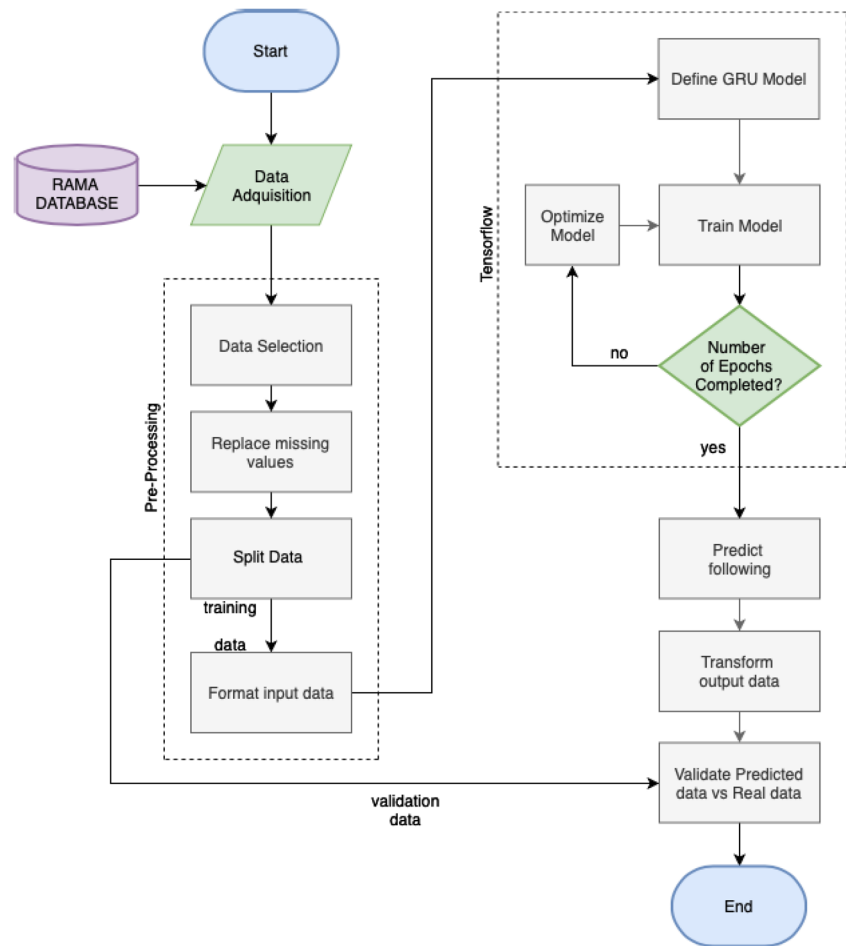 Start
RAMA
DATABASE
Data
Adquisition
Pre-Processing
Data Selection
Replace missing
values
Split Data
training
data
Format input data
validation
data
Tensorflow
Define GRU Model
Optimize
Model
Train Model
Number
of Epochs
Completed?
no
yes
Predict
following
Transform
output data
Validate Predicted
data vs Real data
End